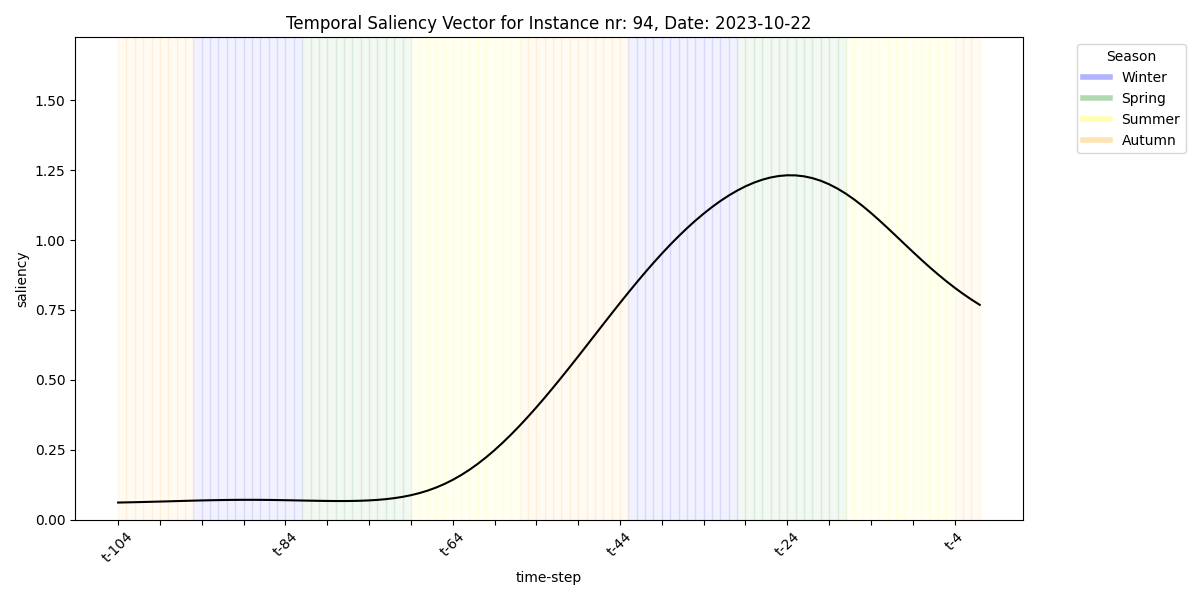 Temporal Saliency Vector for Instance nr: 94, Date: 2023-10-22
Season
Winter
Spring
Summer
Autumn
saliency
1.50
1.25
1.00
0.75
0.50
0.25
0.00
t-104
t-84
t-64
t-44
t-24
t-4
time-step